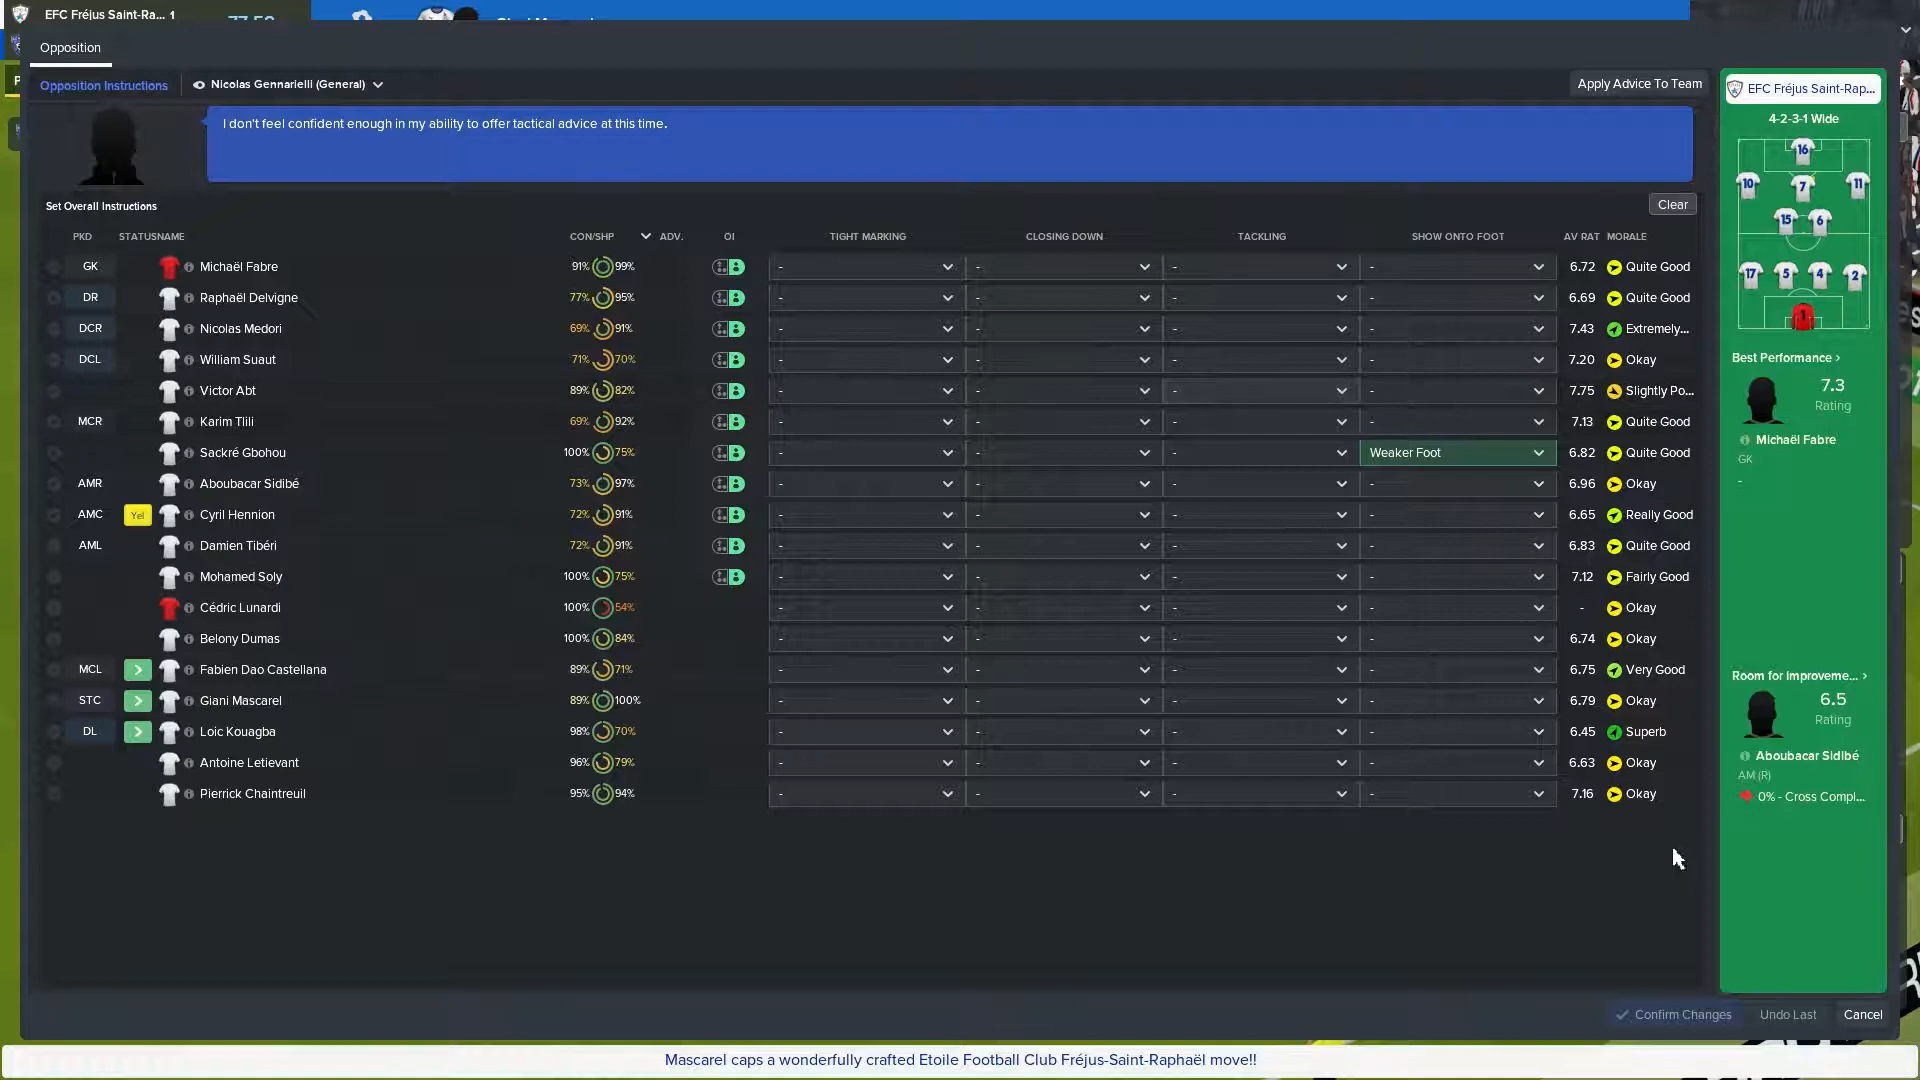 EFC Fréjus Saint-Ra... 1
Opposition
Opposition Instructions Nicolas Gennarielli (General) Apply Advice To Team
I don't feel confident enough in my ability to offer tactical advice at this time.
Set Overall Instructions Clear
PKD STATUS NAME CON/SHP ADV. OI TIGHT MARKING CLOSING DOWN TACKLING SHOW ONTO FOOT AV RAT MORALE
GK Michaël Fabre 91% 99% - - - - 6.72 Quite Good
DR Raphaël Delvigne 77% 95% - - - - 6.69 Quite Good
DCR Nicolas Medori 69% 91% - - - - 7.43 Extremely...
DCL William Suaut 71% 70% - - - - 7.20 Okay
Victor Abt 89% 82% - - - - 7.75 Slightly Po...
MCR Karim Tlili 69% 92% - - - - 7.13 Quite Good
Sackré Gbohou 100% 75% - - - Weaker Foot 6.82 Quite Good
AMR Aboubacar Sidibé 73% 97% - - - - 6.96 Okay
AMC Yel Cyril Hennion 72% 91% - - - - 6.65 Really Good
AML Damien Tibéri 72% 91% - - - - 6.83 Quite Good
Mohamed Soly 100% 75% - - - - 7.12 Fairly Good
Cédric Lunardi 100% 54% - - - - - Okay
Belony Dumas 100% 84% - - - - 6.74 Okay
MCL Fabien Dao Castellana 89% 71% - - - - 6.75 Very Good
STC Giani Mascarel 89% 100% - - - - 6.79 Okay
DL Loic Kouagba 98% 70% - - - - 6.45 Superb
Antoine Letievant 96% 79% - - - - 6.63 Okay
Pierrick Chaintreuil 95% 94% - - - - 7.16 Okay
EFC Fréjus Saint-Rap...
4-2-3-1 Wide
16
10 7 11
15 6
17 5 4 2
1
Best Performance >
7.3
Rating
Michaël Fabre
GK
-
Room for Improveme... >
6.5
Rating
Aboubacar Sidibé
AM (R)
0% - Cross Compl...
Confirm Changes Undo Last Cancel
Mascarel caps a wonderfully crafted Etoile Football Club Fréjus-Saint-Raphaël move!!